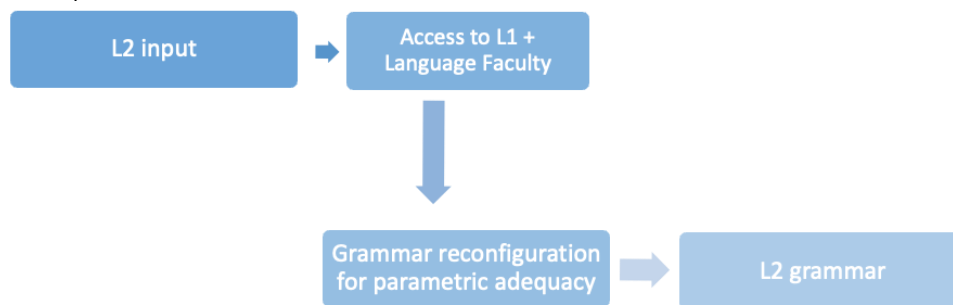 L2 input
Access to L1 +
Language Faculty
Grammar reconfiguration
for parametric adequacy
L2 grammar